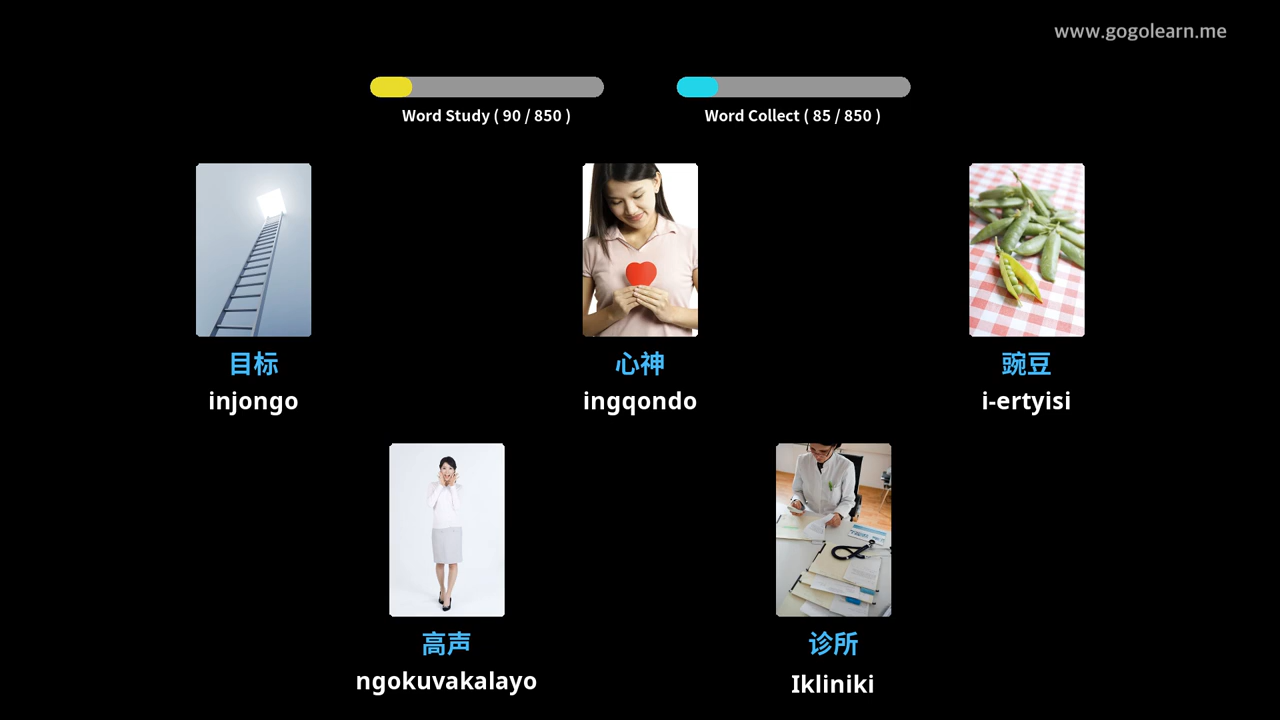 www.gogolearn.me
Word Study ( 90 / 850 )
Word Collect ( 85 / 850 )
目标
injongo
心神
ingqondo
豌豆
i-ertyisi
高声
ngokuvakalayo
诊所
Ikliniki